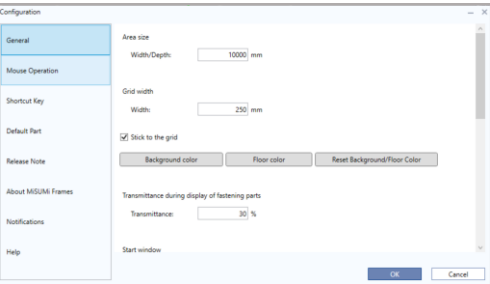 Configuration
General
Mouse Operation
Shortcut Key
Default Part
Release Note
About MiSUMi Frames
Notifications
Help
Area size
Width/Depth: 10000 mm
Grid width
Width: 250 mm
Stick to the grid
Background color Floor color Reset Background/Floor Color
Transmittance during display of fastening parts
Transmittance: 30 %
Start window
OK Cancel